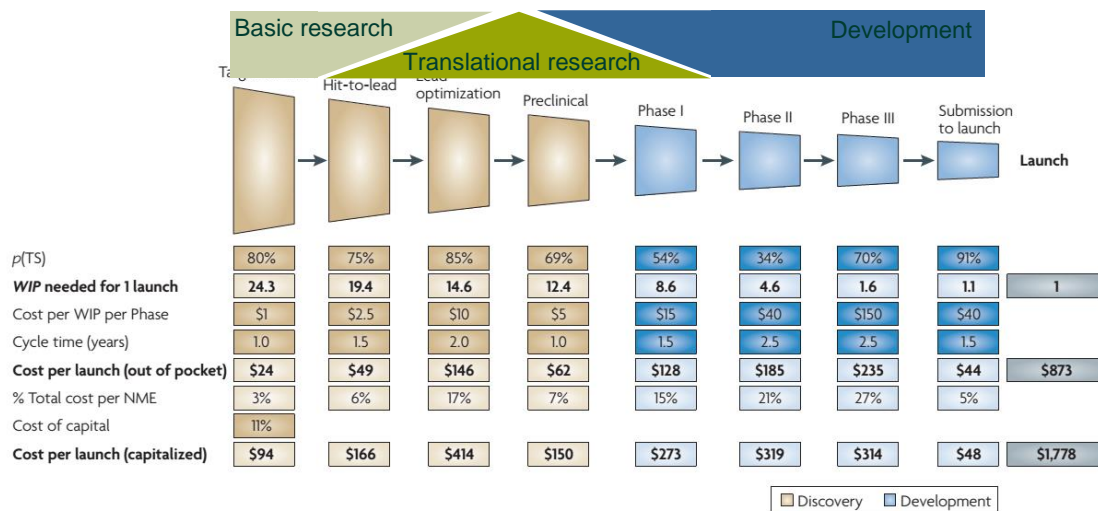 Basic research
Development
Translational research
Hit-to-lead
optimization
Preclinical
Phase I
Phase II
Phase III
Submission
to launch
Launch
p(TS) 80% 75% 85% 69% 54% 34% 70% 91%
WIP needed for 1 launch 24.3 19.4 14.6 12.4 8.6 4.6 1.6 1.1 1
Cost per WIP per Phase $1 $2.5 $10 $5 $15 $40 $150 $40
Cycle time (years) 1.0 1.5 2.0 1.0 1.5 2.5 2.5 1.5
Cost per launch (out of pocket) $24 $49 $146 $62 $128 $185 $235 $44 $873
% Total cost per NME 3% 6% 17% 7% 15% 21% 27% 5%
Cost of capital 11%
Cost per launch (capitalized) $94 $166 $414 $150 $273 $319 $314 $48 $1,778
Discovery Development